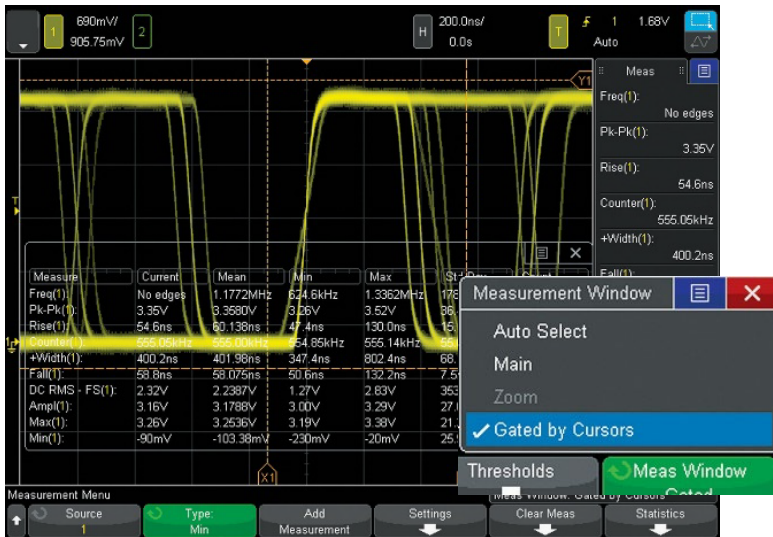 1 690mV/ 905.75mV 2 H 200.0ns/ 0.0s T 1 1.68V Auto
Y1
Meas
Freq(1):
No edges
Pk-Pk(1):
3.35V
Rise(1):
54.6ns
Counter(1):
555.05kHz
+Width(1):
400.2ns
Fall(1):
T
Measure Current Mean Min Max
Freq(1): No edges 1.1772MHz 624.6kHz 1.3362MHz
Pk-Pk(1): 3.35V 3.3580V 3.26V 3.52V
Rise(1): 54.6ns 60.138ns 47.4ns 130.0ns
Counter(1): 555.05kHz 555.00kHz 554.85kHz 555.14kHz
+Width(1): 400.2ns 401.98ns 347.4ns 802.4ns
Fall(1): 58.8ns 58.075ns 50.6ns 132.2ns
DC RMS - FS(1): 2.32V 2.2387V 1.27V 2.83V
Ampl(1): 3.16V 3.1788V 3.00V 3.29V
Max(1): 3.26V 3.2536V 3.19V 3.38V
Min(1): -90mV -103.38mV -230mV -20mV
X1
Measurement Window
Auto Select
Main
Zoom
Gated by Cursors
Thresholds
Meas Window
Gated
Measurement Menu
Meas Window: Gated by Cursors
Source
1
Type:
Min
Add
Measurement
Settings
Clear Meas
Statistics